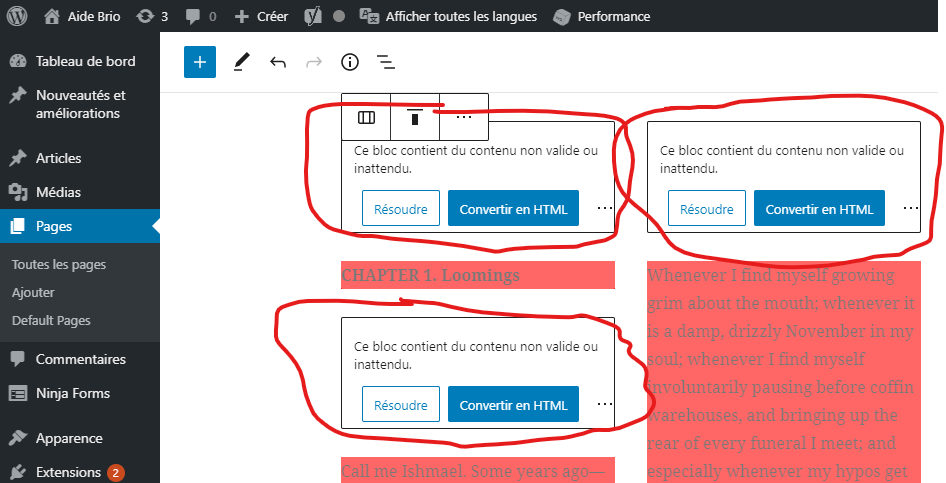 Aide Brio 3 0 Créer Afficher toutes les langues Performance
Tableau de bord
Nouveautés et
améliorations
Articles
Médias
Pages
Toutes les pages
Ajouter
Default Pages
Commentaires
Ninja Forms
Apparence
Extensions 2
Ce bloc contient du contenu non valide ou
inattendu.
Résoudre Convertir en HTML
CHAPTER 1. Loomings
Ce bloc contient du contenu non valide ou
inattendu.
Résoudre Convertir en HTML
Call me Ishmael. Some years ago—
Ce bloc contient du contenu non valide ou
inattendu.
Résoudre Convertir en HTML
Whenever I find myself growing
grim about the mouth; whenever it
is a damp, drizzly November in my
soul; whenever I find myself
involuntarily pausing before coffin
warehouses, and bringing up the
rear of every funeral I meet; and
especially whenever my hypos get